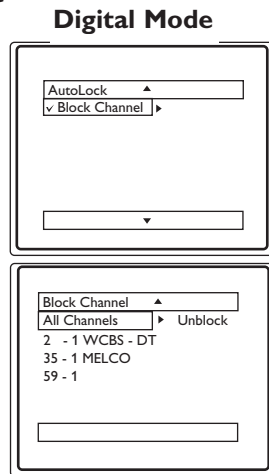 Digital Mode
AutoLock
✓ Block Channel
Block Channel
All Channels Unblock
2 - 1 WCBS - DT
35 - 1 MELCO
59 - 1